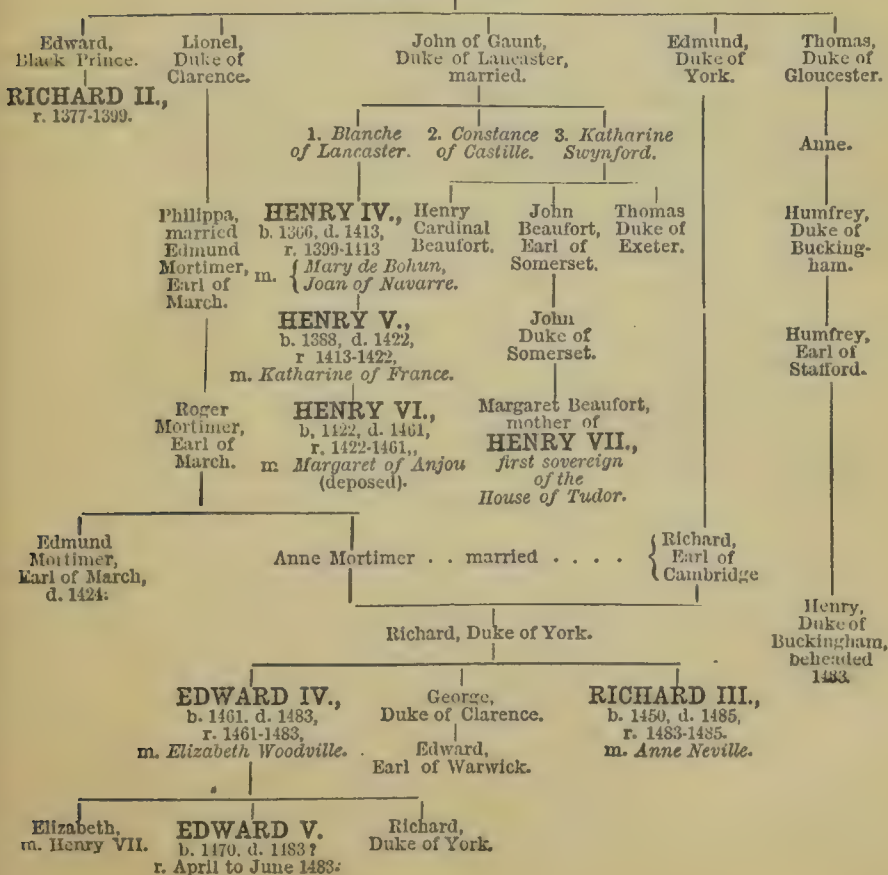 Edward,
Black Prince.
RICHARD II.,
r. 1377-1399.
Lionel,
Duke of
Clarence.
John of Gaunt,
Duke of Lancaster,
married.
Edmund,
Duke of
York.
Thomas,
Duke of
Gloucester.
1. Blanche
of Lancaster.
2. Constance
of Castille.
3. Katharine
Swynford.
Anne.
Philippa,
married
Edmund
Mortimer,
Earl of
March.
HENRY IV.,
b. 1366, d. 1413,
r. 1399-1413
m. { Mary de Bohun,
Joan of Navarre.
Henry
Cardinal
Beaufort.
John
Beaufort,
Earl of
Somerset.
Thomas
Duke of
Exeter.
Humfrey,
Duke of
Bucking-
ham.
HENRY V.,
b. 1388, d. 1422,
r 1413-1422,
m. Katharine of France.
John
Duke of
Somerset.
Humfrey,
Earl of
Stafford.
Roger
Mortimer,
Earl of
March.
HENRY VI.,
b, 1422, d. 1461,
r. 1422-1461,,
m Margaret of Anjou
(deposed).
Margaret Beaufort,
mother of
HENRY VII.,
first sovereign
of the
House of Tudor.
Edmund
Mortimer,
Earl of March,
d. 1424.
Anne Mortimer . . married . . . . { Richard,
Earl of
Cambridge
Richard, Duke of York.
Henry,
Duke of
Buckingham,
beheaded
1483.
EDWARD IV.,
b. 1461. d. 1483,
r. 1461-1483,
m. Elizabeth Woodville.
George,
Duke of Clarence.
Edward,
Earl of Warwick.
RICHARD III.,
b. 1450, d. 1485,
r. 1483-1485.
m. Anne Neville.
Elizabeth,
m. Henry VII.
EDWARD V.
b. 1470. d. 1483?
r. April to June 1483.
Richard,
Duke of York.